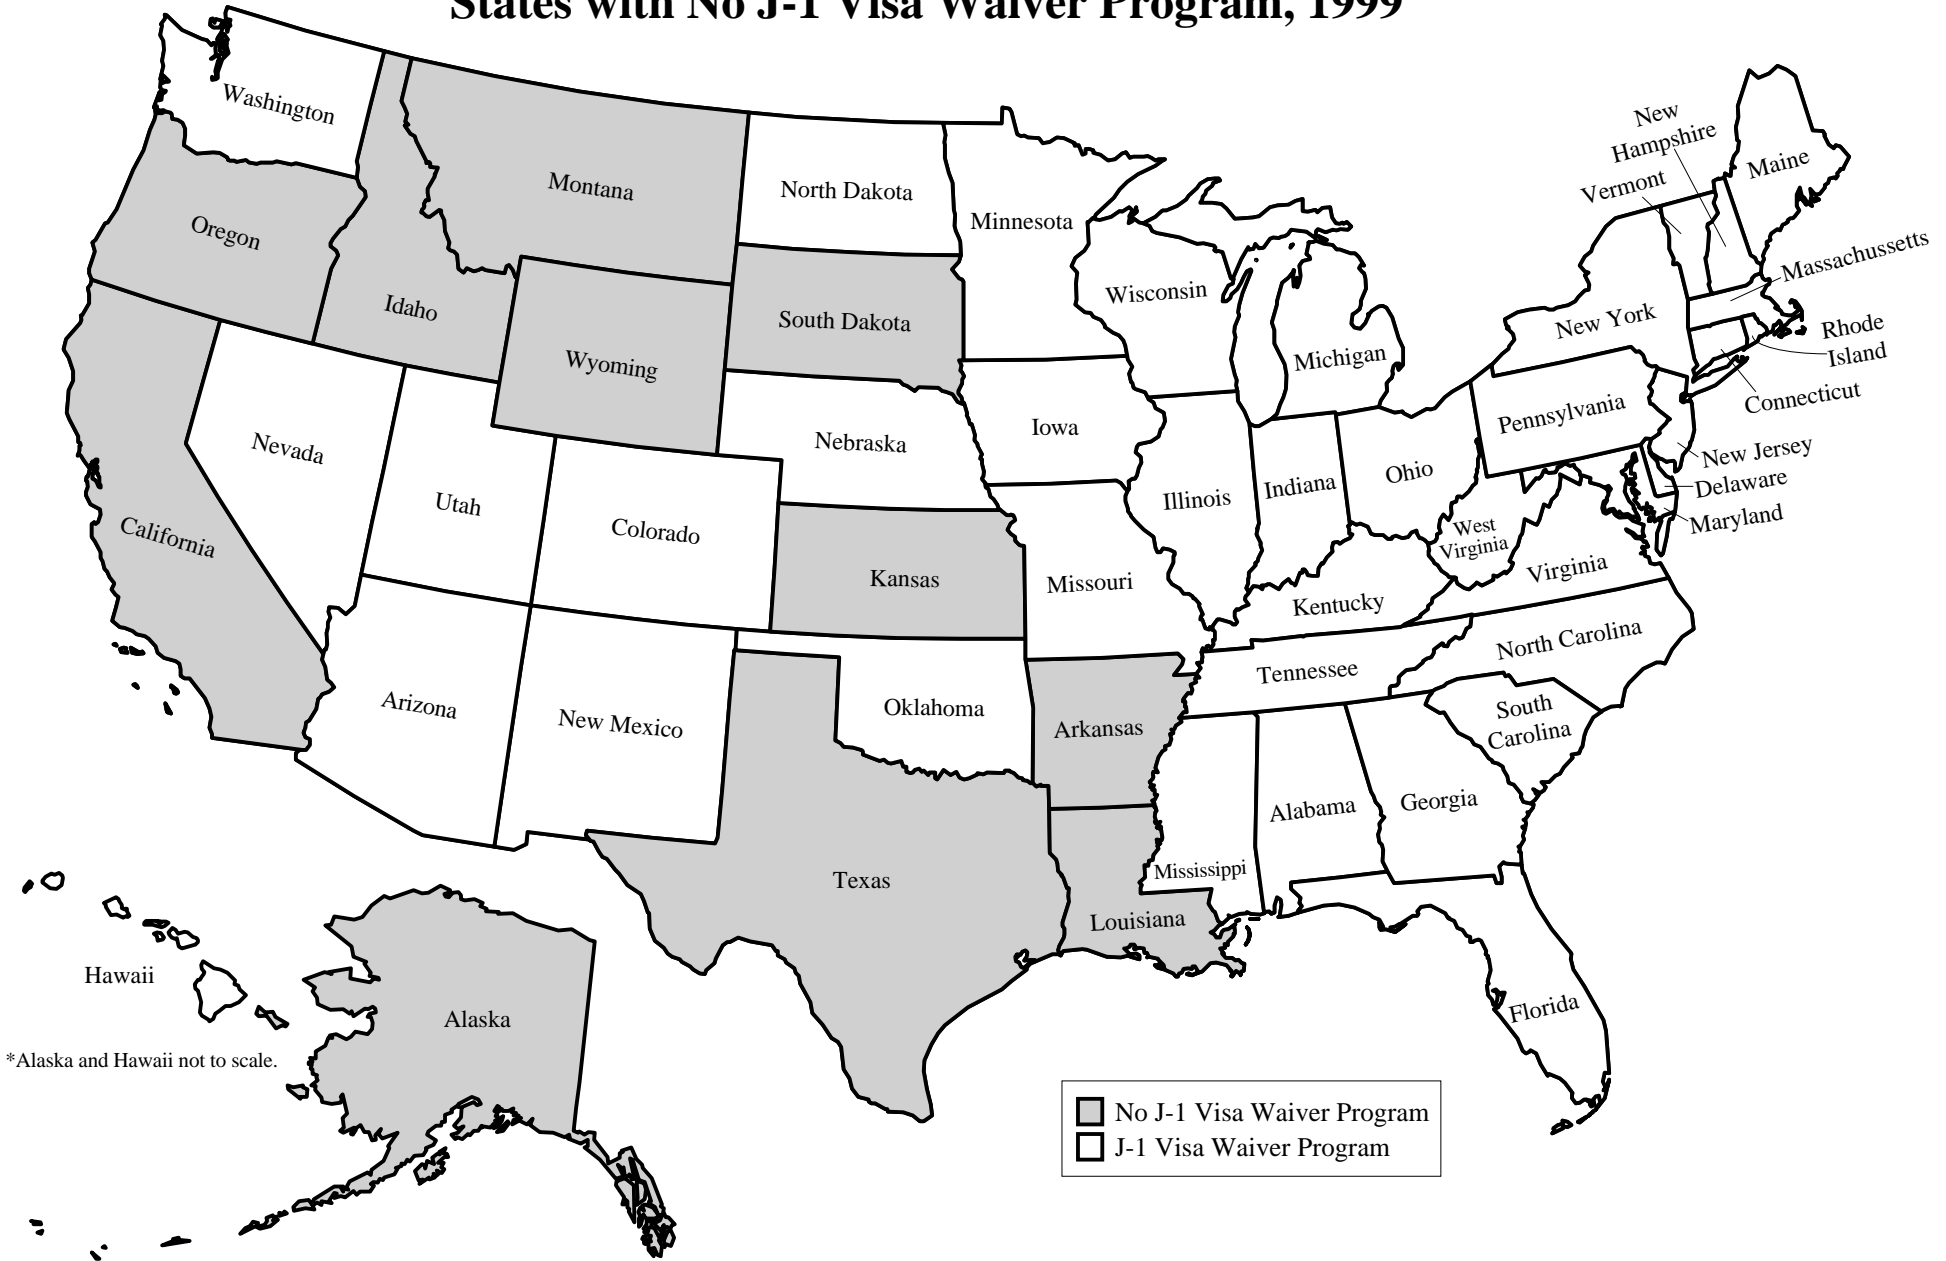 States with No J-1 Visa Waiver Program, 1999
Washington
Montana
North Dakota
Minnesota
New
Hampshire
Vermont
Maine
Massachussetts
Oregon
Idaho
Wyoming
South Dakota
Wisconsin
Michigan
New York
Rhode
Island
Connecticut
Pennsylvania
New Jersey
Delaware
Maryland
Nevada
Utah
Colorado
Nebraska
Iowa
Illinois
Indiana
Ohio
West
Virginia
Virginia
California
Kansas
Missouri
Kentucky
North Carolina
Tennessee
South
Carolina
Arizona
New Mexico
Oklahoma
Arkansas
Mississippi
Alabama
Georgia
Texas
Louisiana
Florida
Hawaii
Alaska
*Alaska and Hawaii not to scale.
No J-1 Visa Waiver Program
J-1 Visa Waiver Program